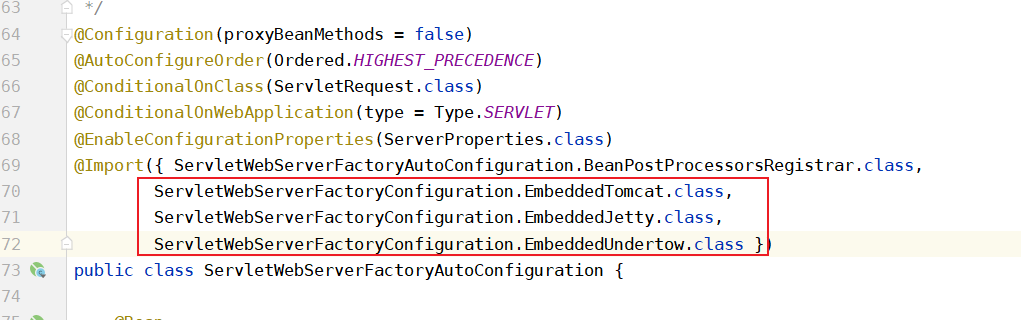 63 */
64 @Configuration(proxyBeanMethods = false)
65 @AutoConfigureOrder(Ordered.HIGHEST_PRECEDENCE)
66 @ConditionalOnClass(ServletRequest.class)
67 @ConditionalOnWebApplication(type = Type.SERVLET)
68 @EnableConfigurationProperties(ServerProperties.class)
69 @Import({ ServletWebServerFactoryAutoConfiguration.BeanPostProcessorsRegistrar.class,
70 ServletWebServerFactoryConfiguration.EmbeddedTomcat.class,
71 ServletWebServerFactoryConfiguration.EmbeddedJetty.class,
72 ServletWebServerFactoryConfiguration.EmbeddedUndertow.class })
73 public class ServletWebServerFactoryAutoConfiguration {
74
75 @Bean